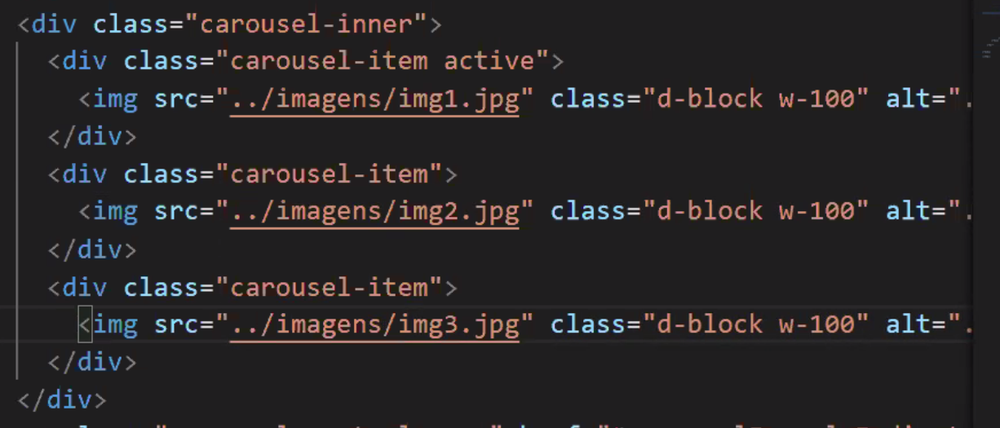 <div class="carousel-inner">
<div class="carousel-item active">
<img src="../imagens/img1.jpg" class="d-block w-100" alt=".
</div>
<div class="carousel-item">
<img src="../imagens/img2.jpg" class="d-block w-100" alt=".
</div>
<div class="carousel-item">
<img src="../imagens/img3.jpg" class="d-block w-100" alt=".
</div>
</div>